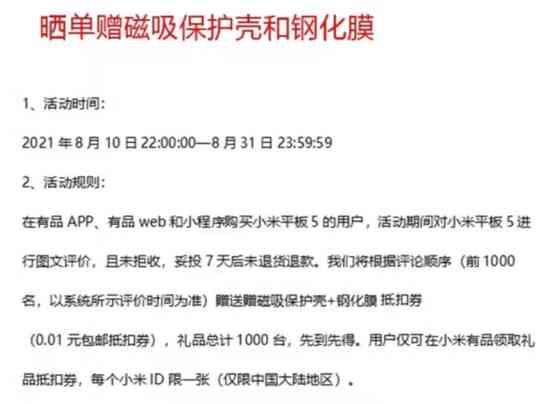 晒单赠磁吸保护壳和钢化膜
1、活动时间：
2021 年 8 月 10 日 22:00:00—8 月 31 日 23:59:59
2、活动规则：
在有品 APP、有品 web 和小程序购买小米平板 5 的用户，活动期间对小米平板 5 进
行图文评价，且未拒收，妥投 7 天后未退货退款。我们将根据评论顺序（前 1000
名，以系统所示评价时间为准）赠送赠磁吸保护壳+钢化膜 抵扣券
（0.01 元包邮抵扣券），礼品总计 1000 台，先到先得。用户仅可在小米有品领取礼
品抵扣券，每个小米 ID 限一张（仅限中国大陆地区）。